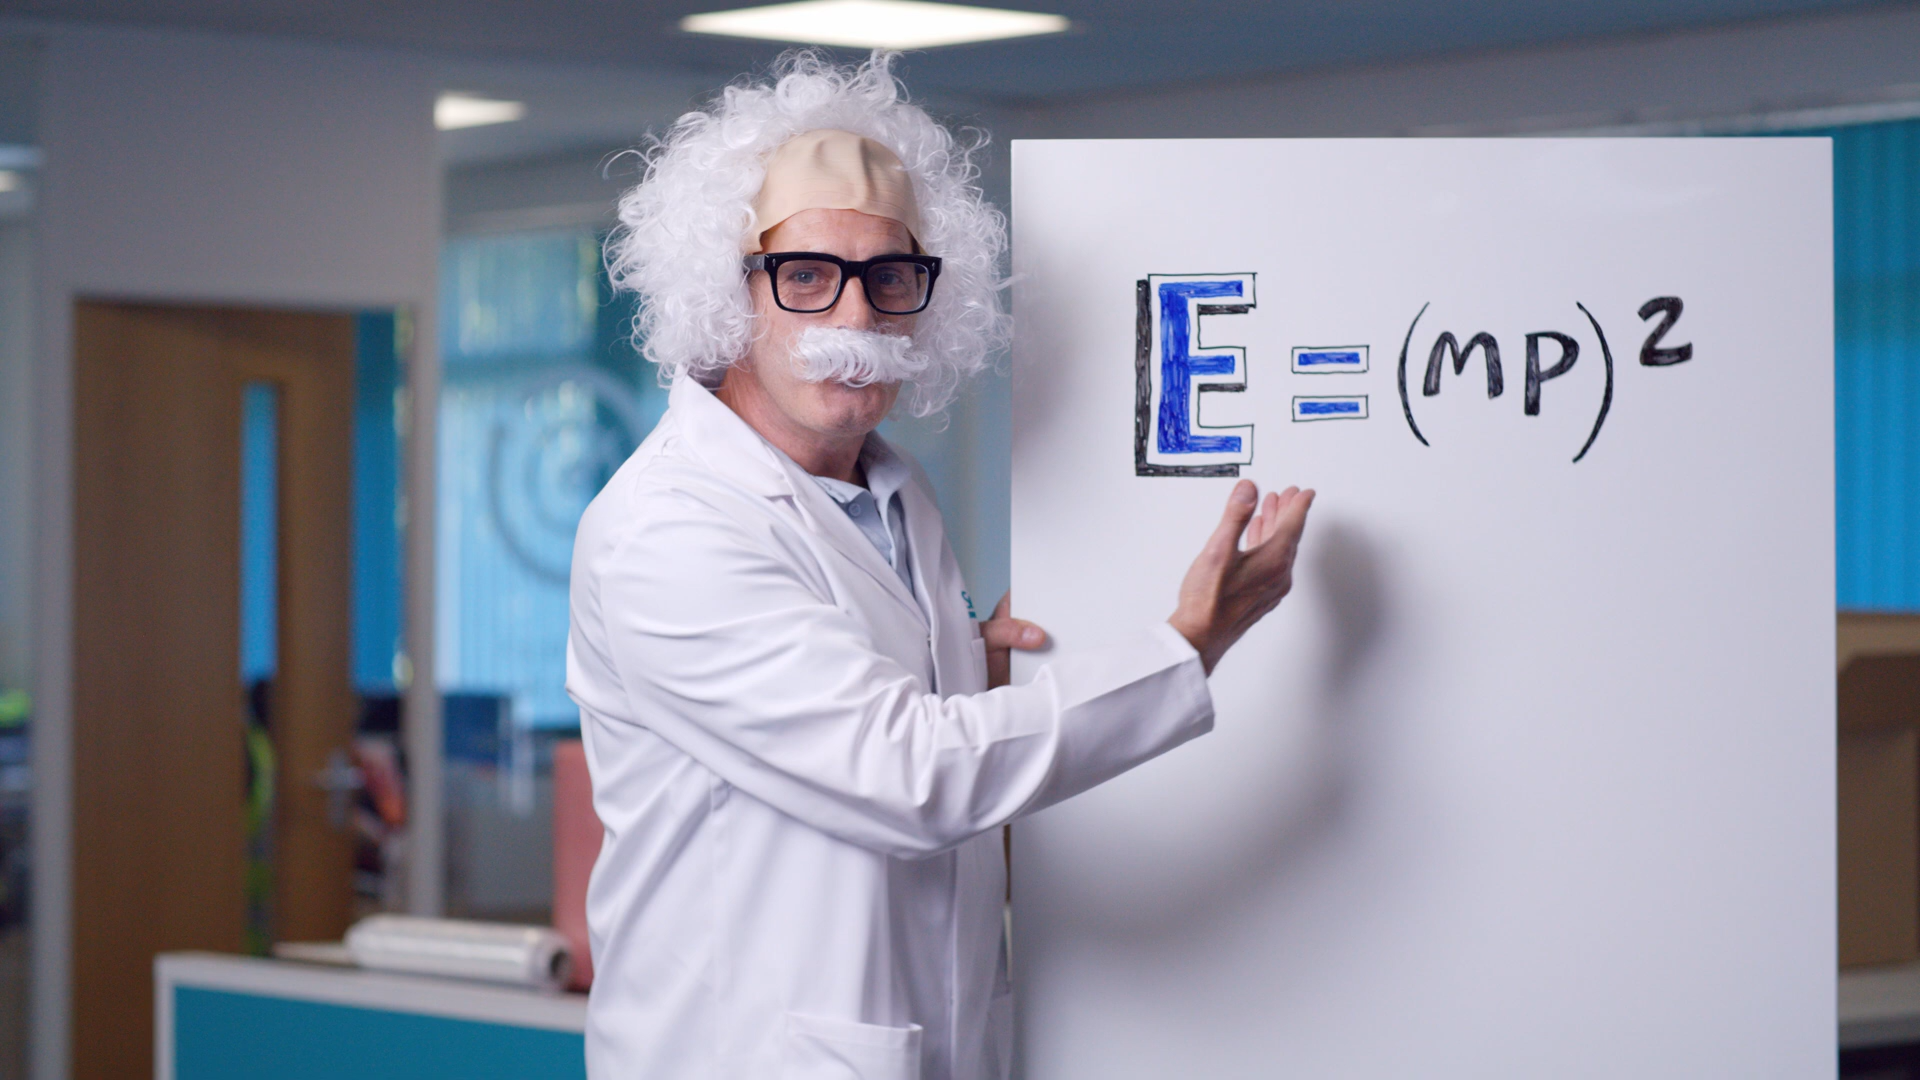 E = (MP)²